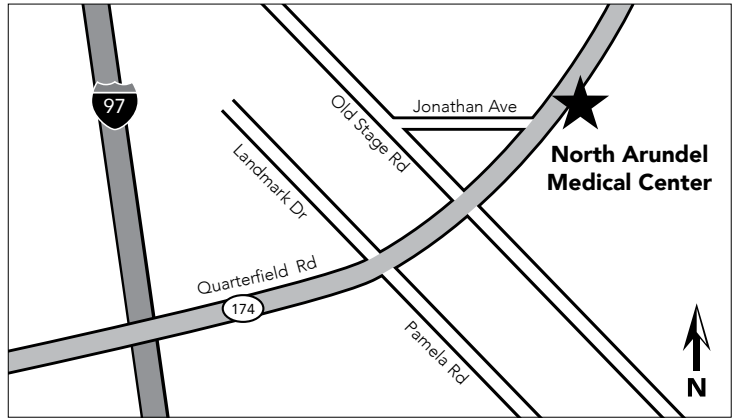 97
Jonathan Ave
Old Stage Rd
North Arundel
Medical Center
Landmark Dr
Quarterfield Rd
174
Pamela Rd
N